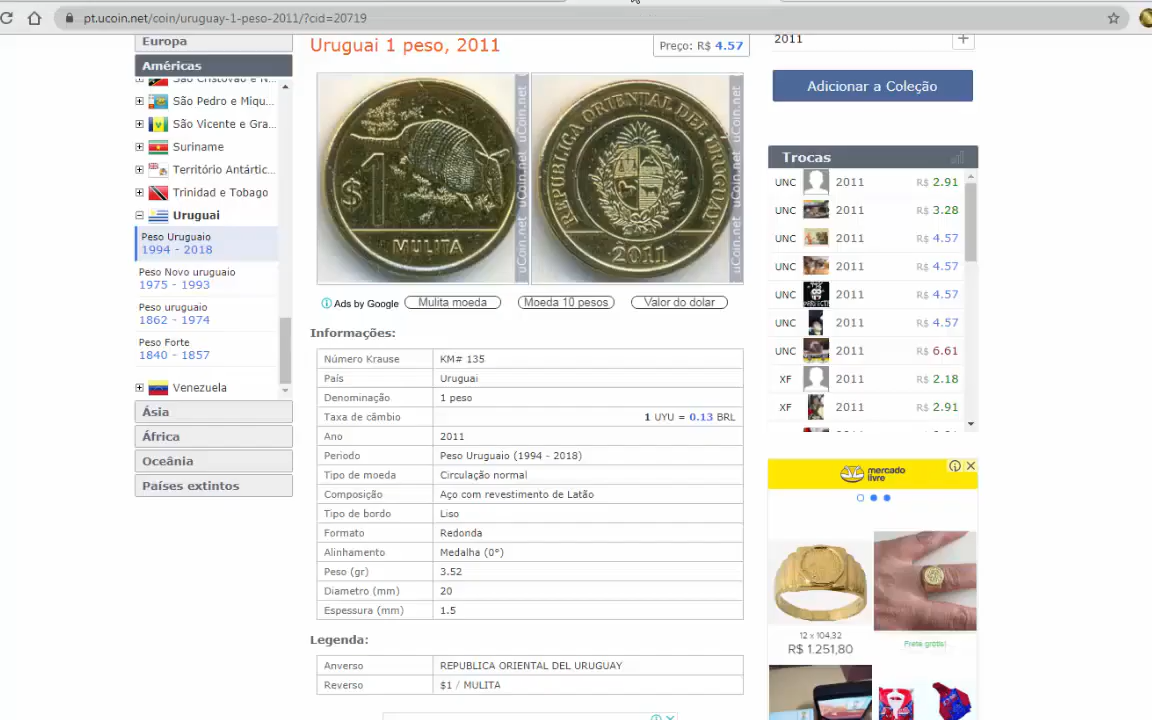 pt.ucoin.net/coin/uruguay-1-peso-2011/?cid=20719
Europa
Américas
São Cristóvão e N...
São Pedro e Miqu...
São Vicente e Gra...
Suriname
Território Antártic...
Trinidad e Tobago
Uruguai
Peso Uruguaio
1994 - 2018
Peso Novo uruguaio
1975 - 1993
Peso uruguaio
1862 - 1974
Peso Forte
1840 - 1857
Venezuela
Ásia
África
Oceânia
Países extintos
Uruguai 1 peso, 2011
Preço: R$ 4.57
$1
MULITA
uCoin.net uCoin.net
REPUBLICA ORIENTAL DEL URUGUAY
2011
uCoin.net uCoin.net
Ads by Google
Mulita moeda
Moeda 10 pesos
Valor do dolar
Informações:
Número Krause KM# 135
País Uruguai
Denominação 1 peso
Taxa de câmbio 1 UYU = 0.13 BRL
Ano 2011
Periodo Peso Uruguaio (1994 - 2018)
Tipo de moeda Circulação normal
Composição Aço com revestimento de Latão
Tipo de bordo Liso
Formato Redonda
Alinhamento Medalha (0°)
Peso (gr) 3.52
Diametro (mm) 20
Espessura (mm) 1.5
Legenda:
Anverso REPUBLICA ORIENTAL DEL URUGUAY
Reverso $1 / MULITA
2011 +
Adicionar a Coleção
Trocas
UNC 2011 R$ 2.91
UNC 2011 R$ 3.28
UNC 2011 R$ 4.57
UNC 2011 R$ 4.57
UNC 2011 R$ 4.57
UNC 2011 R$ 4.57
UNC 2011 R$ 6.61
XF 2011 R$ 2.18
XF 2011 R$ 2.91
mercado
livre
12 x 104,32
R$ 1.251,80
Frete grátis!